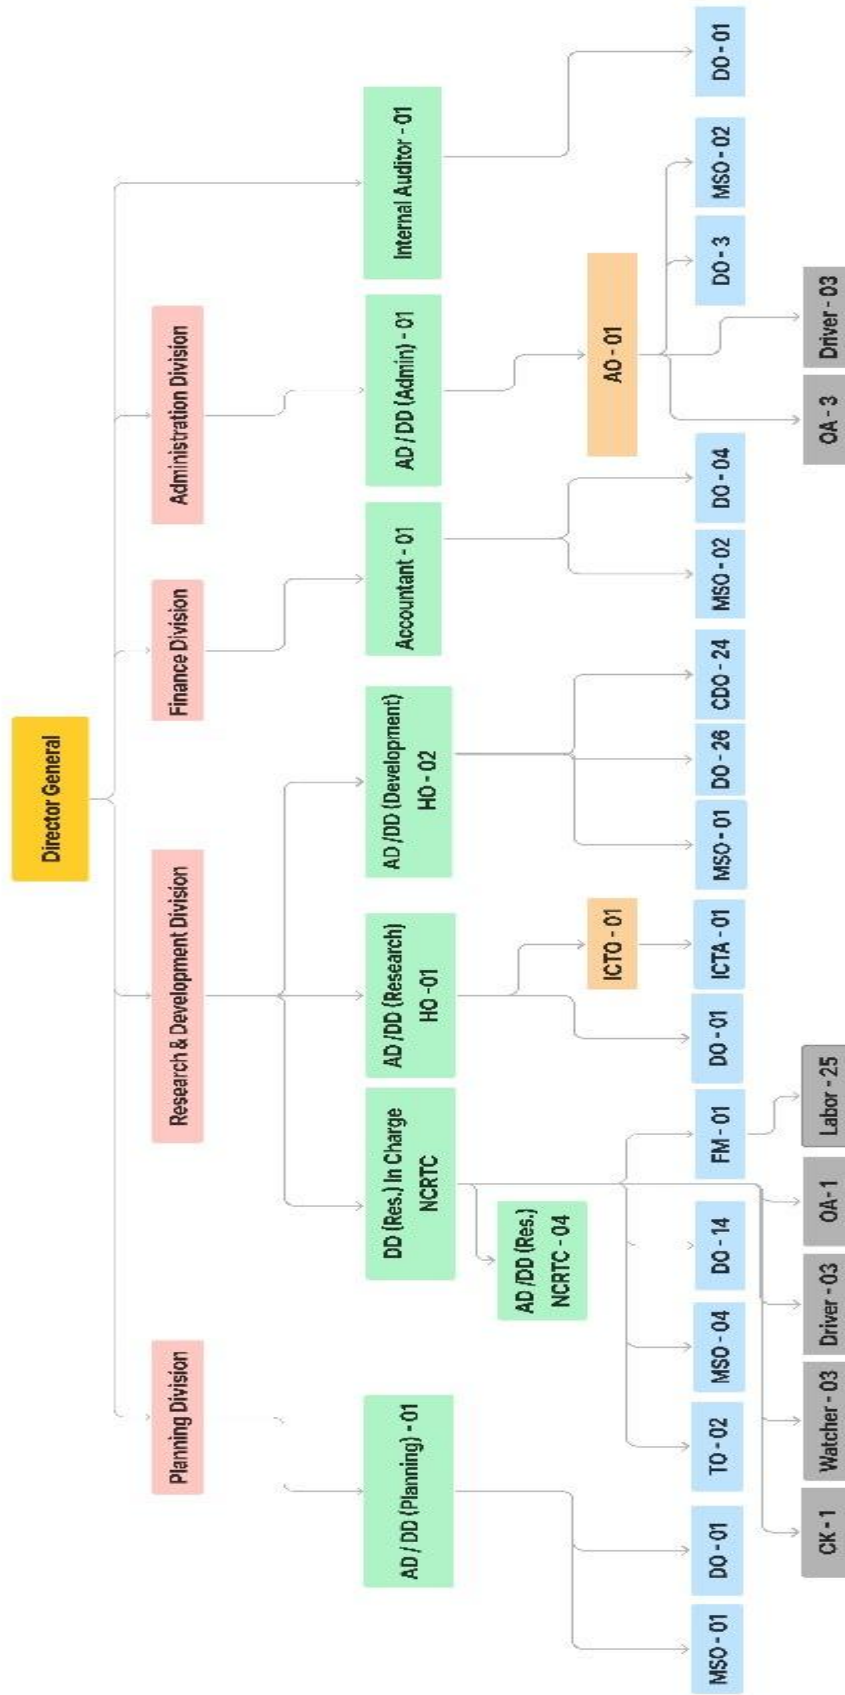 Director General
Planning Division
Research & Development Division
Finance Division
Administration Division
AD / DD (Planning) - 01
DD (Res.) In Charge
NCRTC
AD /DD (Research)
HO -01
AD /DD (Development)
HO - 02
Accountant - 01
AD / DD (Admin) - 01
Internal Auditor - 01
AD /DD (Res.)
NCRTC - 04
ICTO - 01
AO - 01
MSO - 01
DO - 01
TO - 02
MSO - 04
DO - 14
FM - 01
DO - 01
ICTA - 01
MSO - 01
DO - 26
CDO - 24
MSO - 02
DO - 04
DO - 3
MSO - 02
DO - 01
CK - 1
Watcher - 03
Driver - 03
OA - 1
Labor - 25
OA - 3
Driver - 03